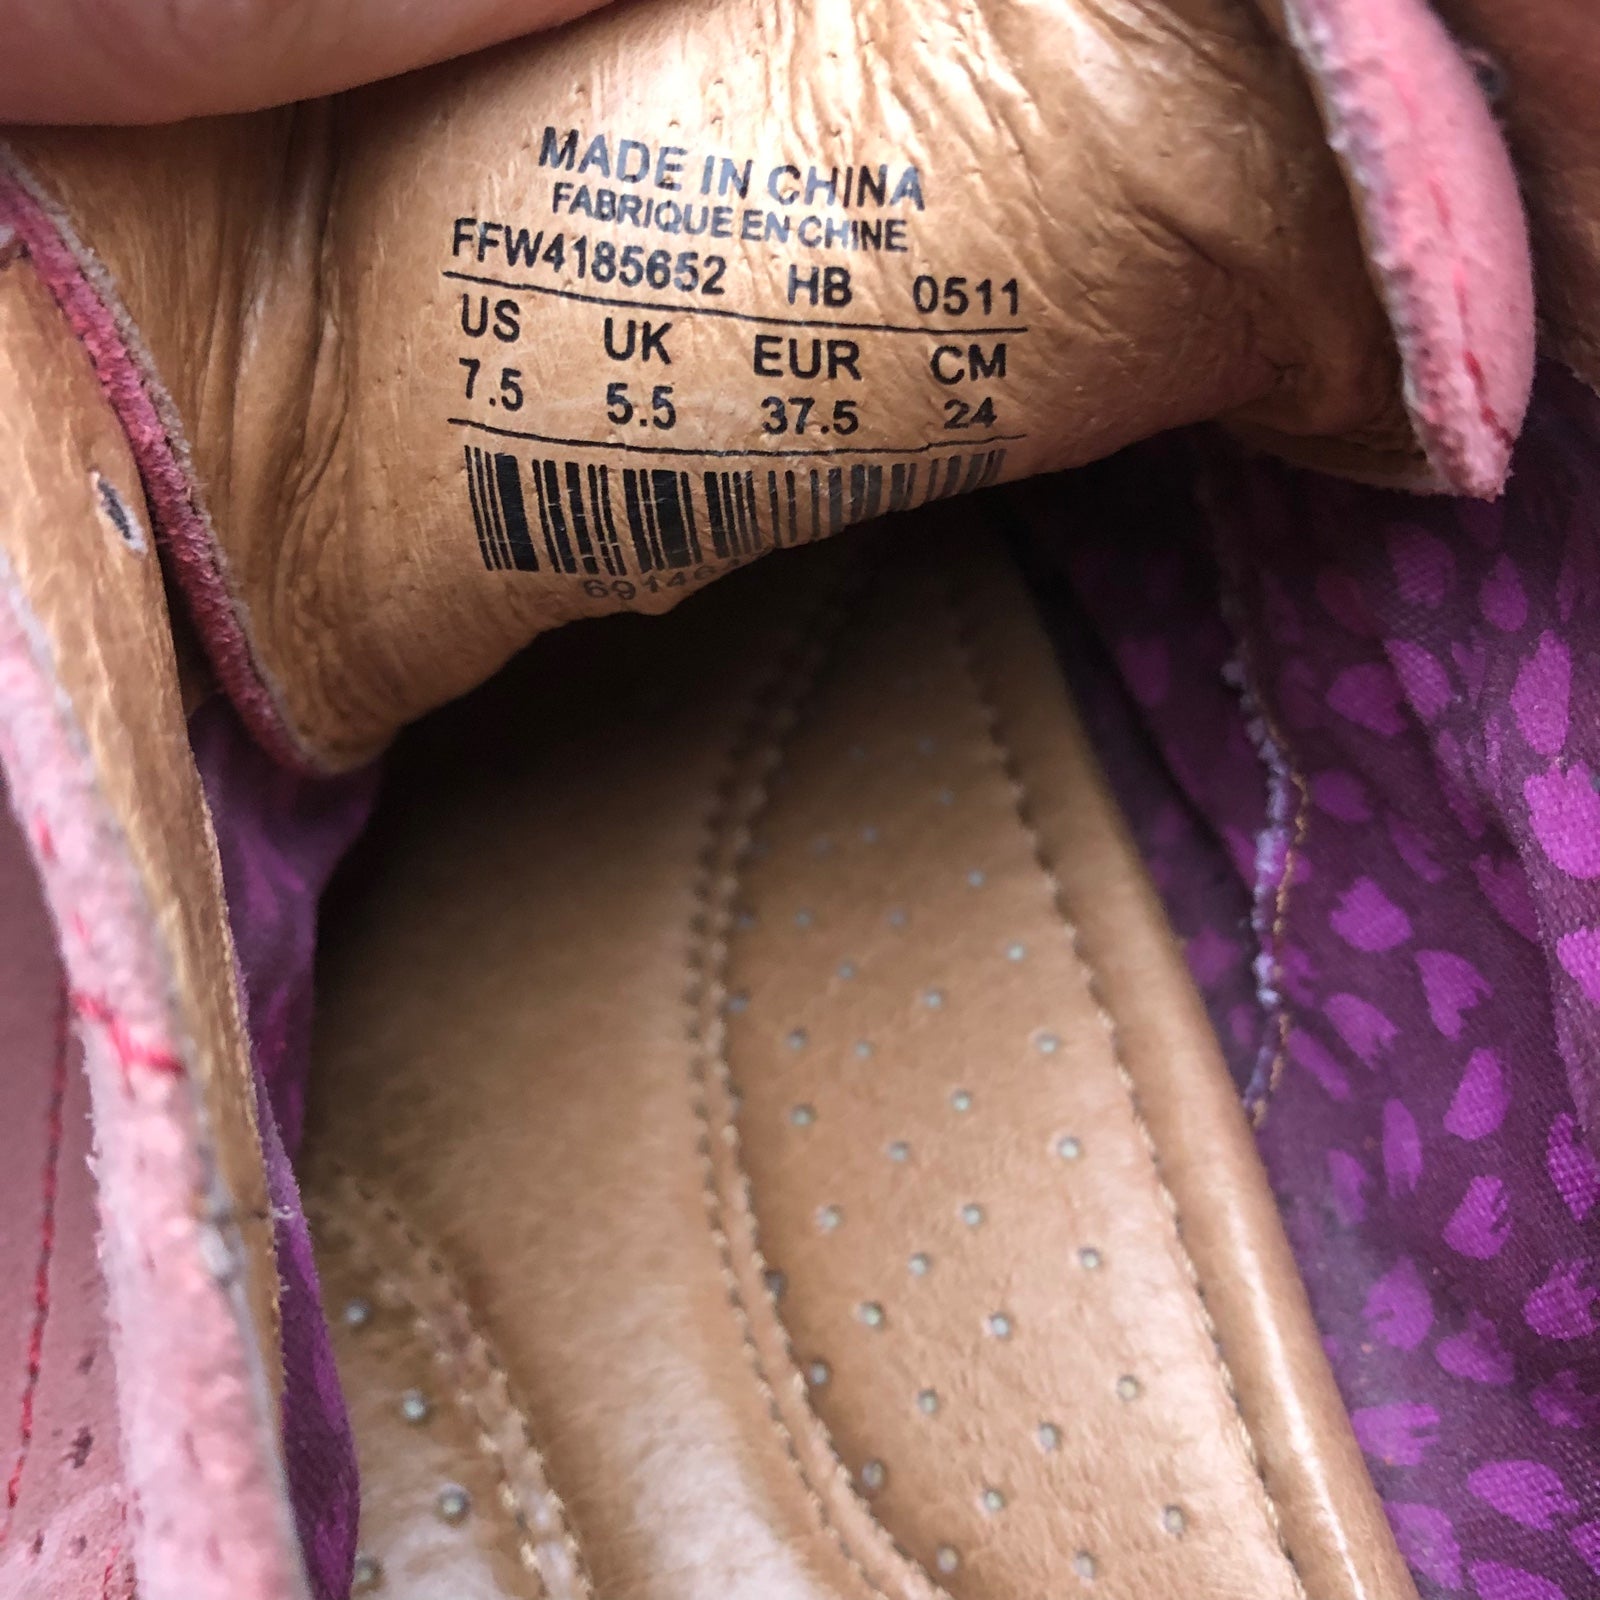 MADE IN CHINA
FABRIQUE EN CHINE
FFW4185652 HB 0511
US UK EUR CM
7.5 5.5 37.5 24